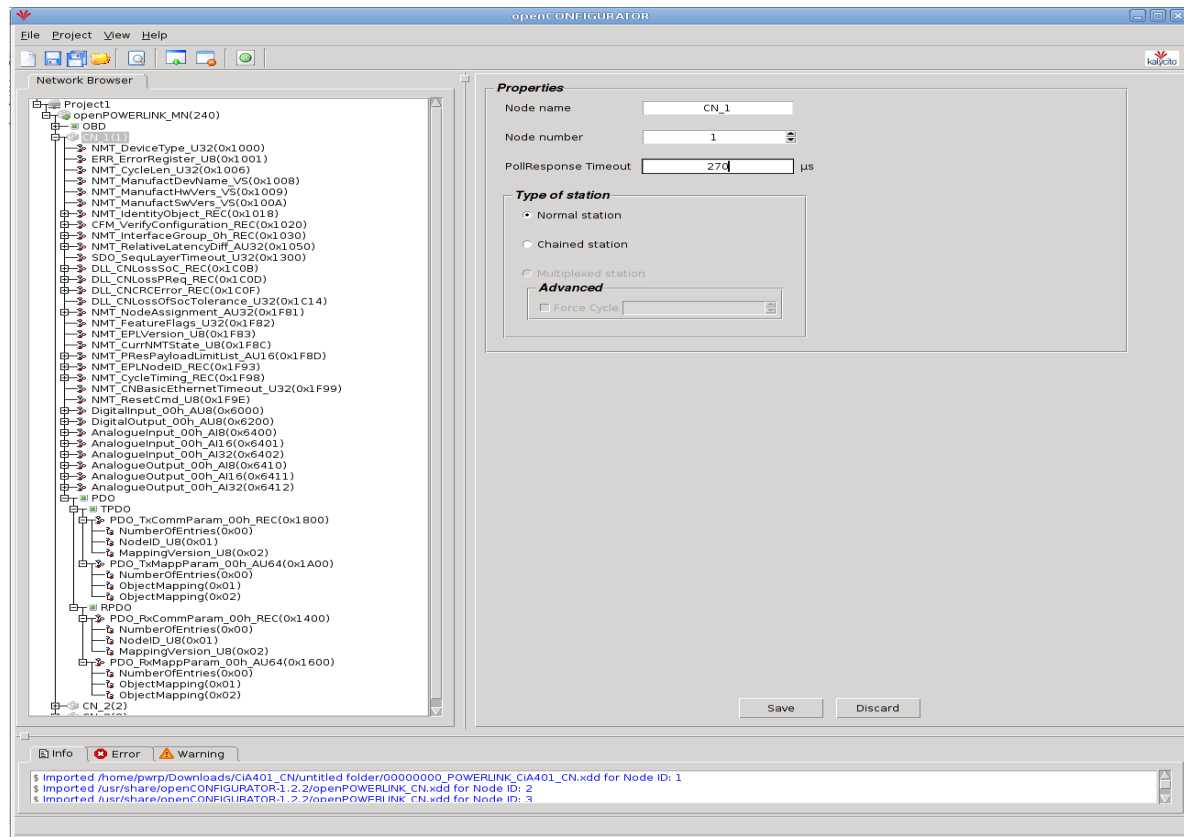 openCONFIGURATOR
File Project View Help
kalycito
Network Browser
Project1
openPOWERLINK_MN(240)
OBD
CN_1(1)
NMT_DeviceType_U32(0x1000)
ERR_ErrorRegister_U8(0x1001)
NMT_CycleLen_U32(0x1006)
NMT_ManufactDevName_VS(0x1008)
NMT_ManufactHwVers_VS(0x1009)
NMT_ManufactSwVers_VS(0x100A)
NMT_IdentityObject_REC(0x1018)
CFM_VerifyConfiguration_REC(0x1020)
NMT_InterfaceGroup_0h_REC(0x1030)
NMT_RelativeLatencyDiff_AU32(0x1050)
SDO_SequLayerTimeout_U32(0x1300)
DLL_CNLossSoC_REC(0x1C0B)
DLL_CNLossPReq_REC(0x1C0D)
DLL_CNCRCError_REC(0x1C0F)
DLL_CNLossOfSocTolerance_U32(0x1C14)
NMT_NodeAssignment_AU32(0x1F81)
NMT_FeatureFlags_U32(0x1F82)
NMT_EPLVersion_U8(0x1F83)
NMT_CurrNMTState_U8(0x1F8C)
NMT_PResPayloadLimitList_AU16(0x1F8D)
NMT_EPLNodeID_REC(0x1F93)
NMT_CycleTiming_REC(0x1F98)
NMT_CNBasicEthernetTimeout_U32(0x1F99)
NMT_ResetCmd_U8(0x1F9E)
DigitalInput_00h_AU8(0x6000)
DigitalOutput_00h_AU8(0x6200)
AnalogueInput_00h_AI8(0x6400)
AnalogueInput_00h_AI16(0x6401)
AnalogueInput_00h_AI32(0x6402)
AnalogueOutput_00h_AI8(0x6410)
AnalogueOutput_00h_AI16(0x6411)
AnalogueOutput_00h_AI32(0x6412)
PDO
TPDO
PDO_TxCommParam_00h_REC(0x1800)
NumberOfEntries(0x00)
NodeID_U8(0x01)
MappingVersion_U8(0x02)
PDO_TxMappParam_00h_AU64(0x1A00)
NumberOfEntries(0x00)
ObjectMapping(0x01)
ObjectMapping(0x02)
RPDO
PDO_RxCommParam_00h_REC(0x1400)
NumberOfEntries(0x00)
NodeID_U8(0x01)
MappingVersion_U8(0x02)
PDO_RxMappParam_00h_AU64(0x1600)
NumberOfEntries(0x00)
ObjectMapping(0x01)
ObjectMapping(0x02)
CN_2(2)
Properties
Node name CN_1
Node number 1
PollResponse Timeout 270 µs
Type of station
Normal station
Chained station
Multiplexed station
Advanced
Force Cycle
Save Discard
Info Error Warning
$ Imported /home/pwrp/Downloads/CiA401_CN/untitled folder/00000000_POWERLINK_CiA401_CN.xdd for Node ID: 1
$ Imported /usr/share/openCONFIGURATOR-1.2.2/openPOWERLINK_CN.xdd for Node ID: 2
$ Imported /usr/share/openCONFIGURATOR-1.2.2/openPOWERLINK_CN.xdd for Node ID: 3